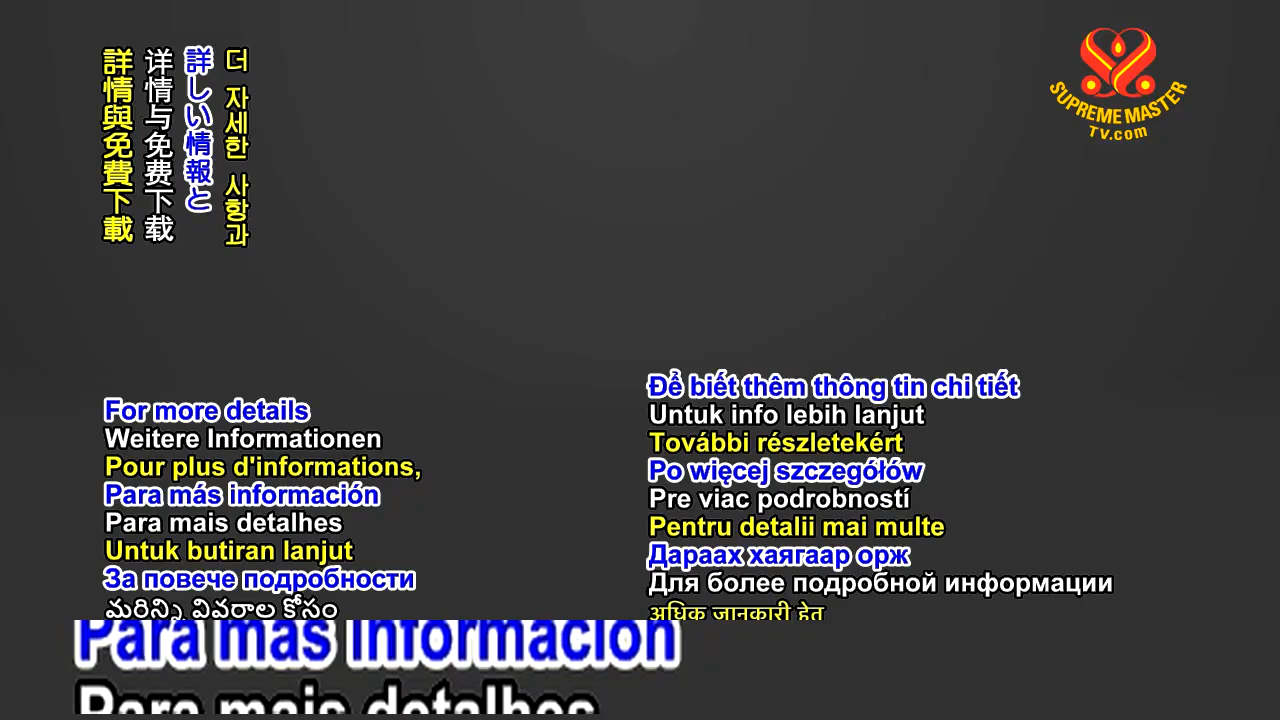 詳情與免費下載
详情与免费下载
詳しい情報と
더 자세한 사항과
SUPREME MASTER
TV.com
For more details
Weitere Informationen
Pour plus d'informations,
Para más información
Para mais detalhes
Untuk butiran lanjut
За повече подробности
మరిన్ని వివరాల కోసం
Để biết thêm thông tin chi tiết
Untuk info lebih lanjut
További részletekért
Po więcej szczegółów
Pre viac podrobností
Pentru detalii mai multe
Дараах хаягаар орж
Для более подробной информации
अधिक जानकारी हेतु
Para más información
Para mais detalhes